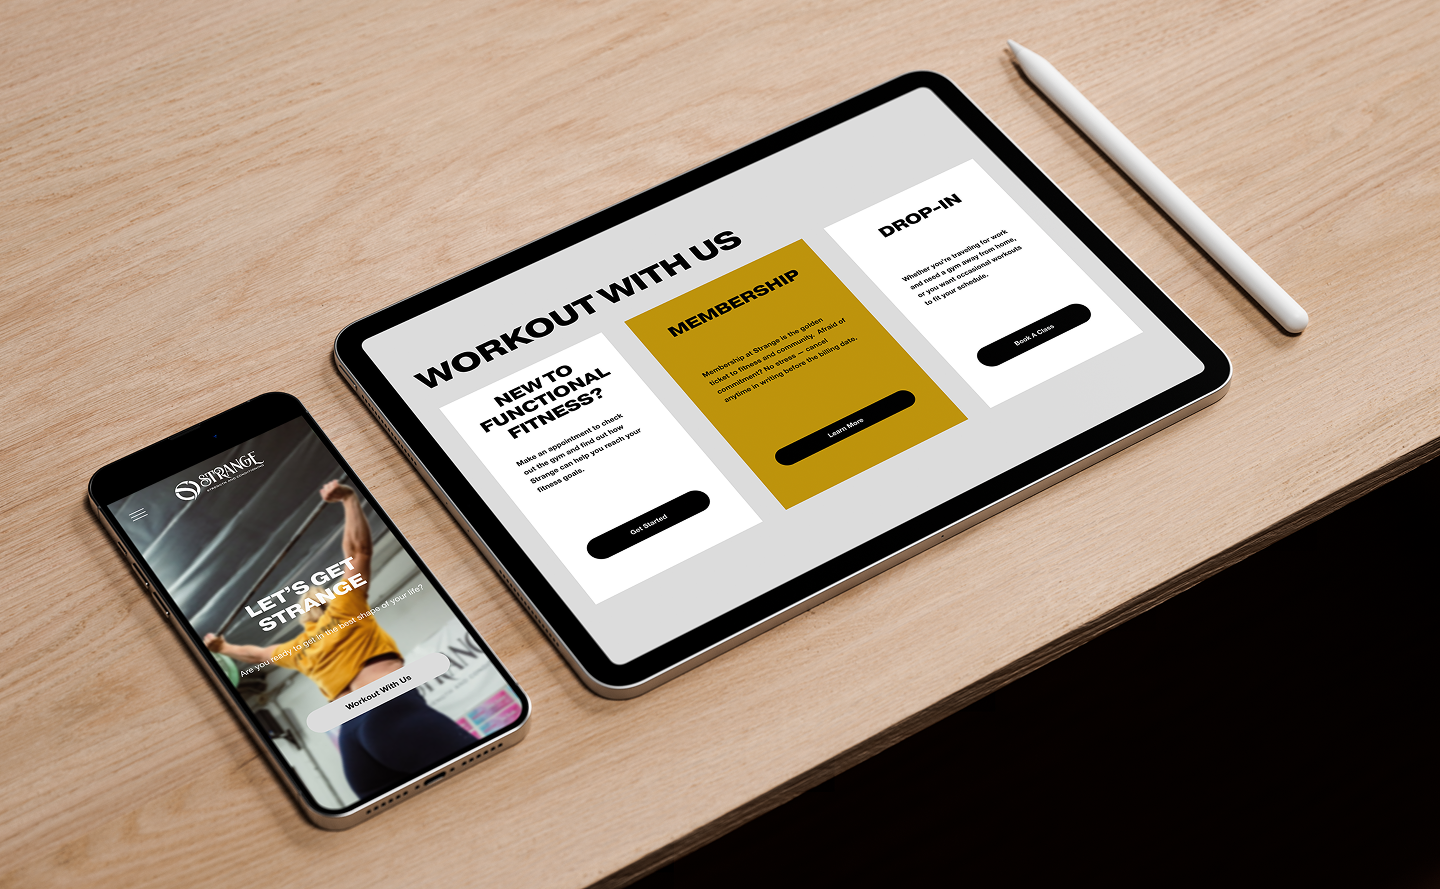 STRANGE
STRENGTH AND CONDITIONING
LET'S GET
STRANGE
Are you ready to get in the best shape of your life?
Workout With Us
WORKOUT WITH US
NEW TO
FUNCTIONAL
FITNESS?
Make an appointment to check
out the gym and find out how
Strange can help you reach your
fitness goals.
Get Started
MEMBERSHIP
Membership at Strange is the golden
ticket to fitness and community. Afraid of
commitment? No stress — cancel
anytime in writing before the billing date.
Learn More
DROP-IN
Whether you're traveling for work
and need a gym away from home,
or you want occasional workouts
to fit your schedule.
Book A Class